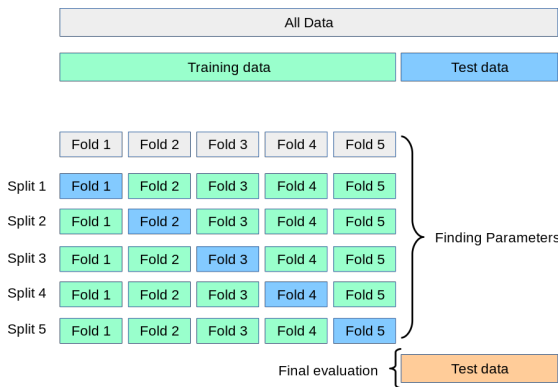 All Data
Training data Test data
Fold 1 Fold 2 Fold 3 Fold 4 Fold 5
Split 1 Fold 1 Fold 2 Fold 3 Fold 4 Fold 5
Split 2 Fold 1 Fold 2 Fold 3 Fold 4 Fold 5
Finding Parameters
Split 3 Fold 1 Fold 2 Fold 3 Fold 4 Fold 5
Split 4 Fold 1 Fold 2 Fold 3 Fold 4 Fold 5
Split 5 Fold 1 Fold 2 Fold 3 Fold 4 Fold 5
Final evaluation Test data